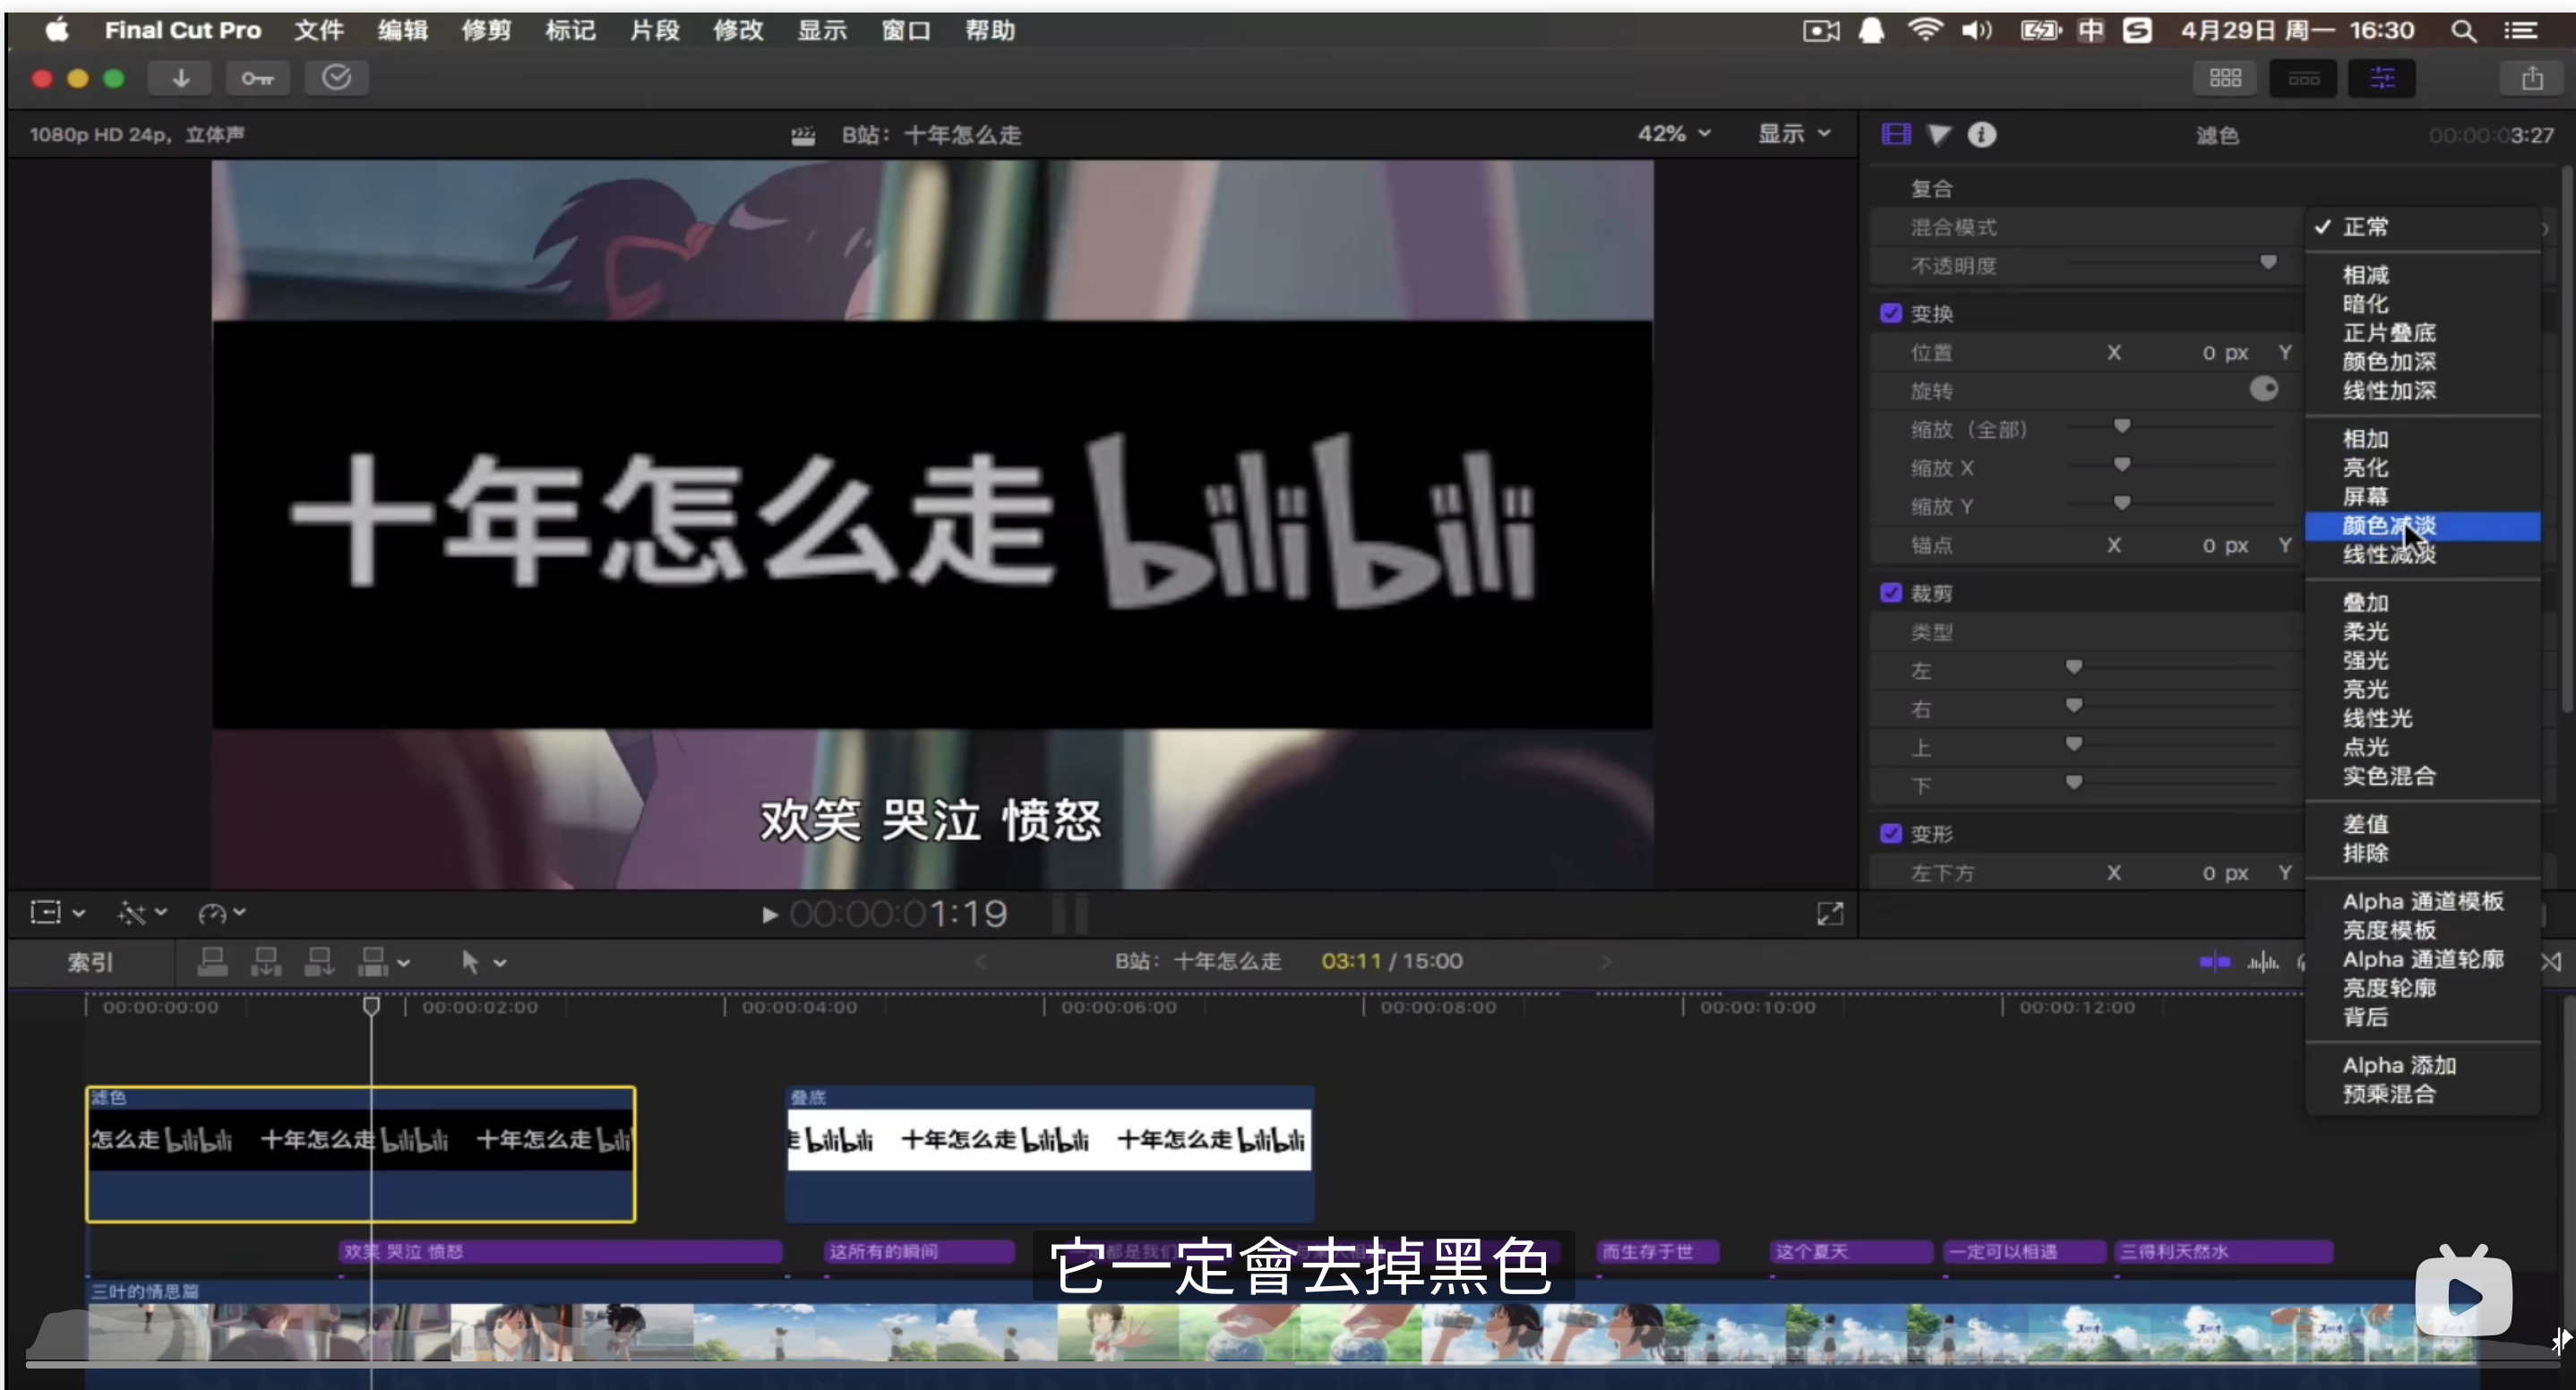 Final Cut Pro 文件 编辑 修剪 标记 片段 修改 显示 窗口 帮助 中 4月29日 周一 16:30
1080p HD 24p，立体声 B站：十年怎么走 42% 显示 滤色 00:00:03:27
复合
混合模式
不透明度
变换
位置 X 0 px Y
旋转
缩放（全部）
缩放 X
缩放 Y
锚点 X 0 px Y
裁剪
类型
左
右
上
下
变形
左下方 X 0 px Y
正常
相减
暗化
正片叠底
颜色加深
线性加深
相加
亮化
屏幕
颜色减淡
线性减淡
叠加
柔光
强光
亮光
线性光
点光
实色混合
差值
排除
Alpha 通道模板
亮度模板
Alpha 通道轮廓
亮度轮廓
背后
Alpha 添加
预乘混合
十年怎么走 bilibili
欢笑 哭泣 愤怒
00:00:01:19
索引 B站：十年怎么走 03:11 / 15:00
00:00:00:00 00:00:02:00 00:00:04:00 00:00:06:00 00:00:08:00 00:00:10:00 00:00:12:00
滤色 叠底
怎么走 bilibili 十年怎么走 bilibili 十年怎么走 bili
走 bilibili 十年怎么走 bilibili 十年怎么走 bilibili
欢笑 哭泣 愤怒 这所有的瞬间 都是我们 而生存于世 这个夏天 一定可以相遇 三得利天然水
它一定會去掉黑色
三叶的情思篇